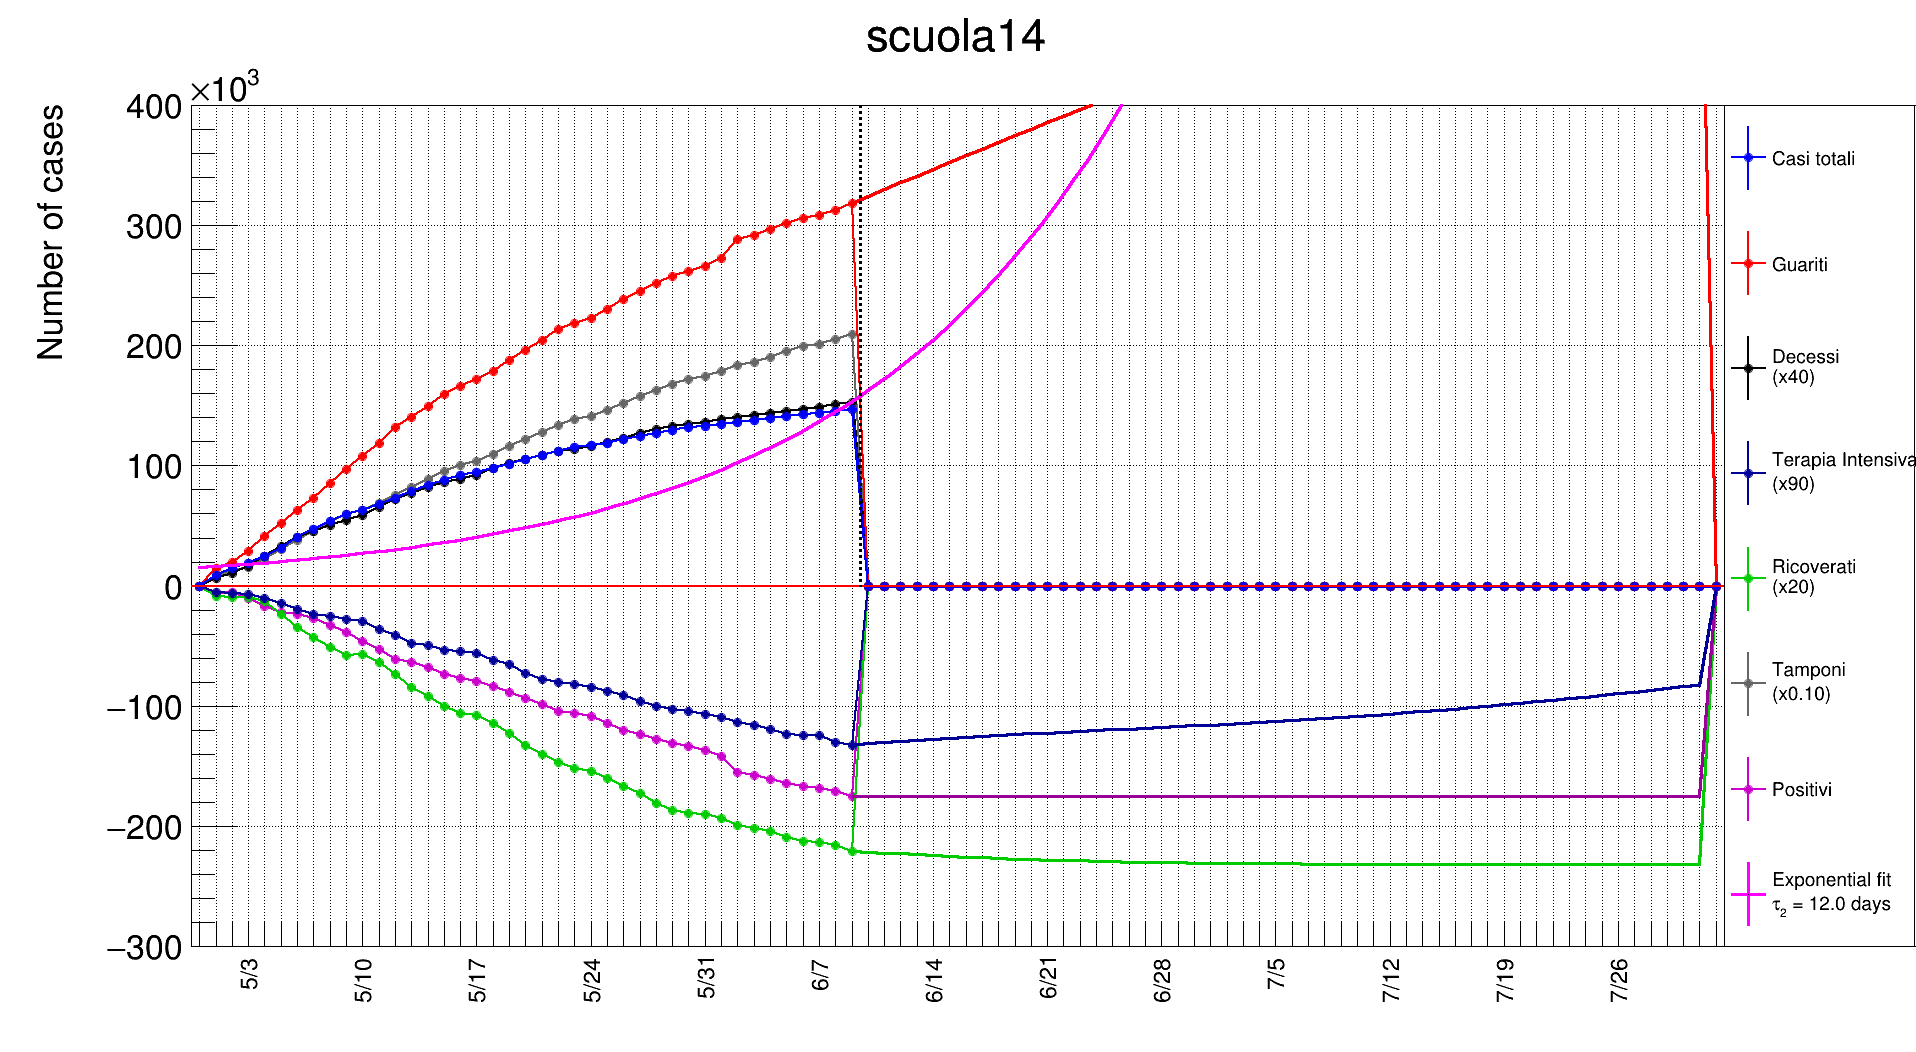 scuola14
×10³
Number of cases
400
300
200
100
0
−100
−200
−300
5/3
5/10
5/17
5/24
5/31
6/7
6/14
6/21
6/28
7/5
7/12
7/19
7/26
Casi totali
Guariti
Decessi
(x40)
Terapia Intensiva
(x90)
Ricoverati
(x20)
Tamponi
(x0.10)
Positivi
Exponential fit
τ₂ = 12.0 days